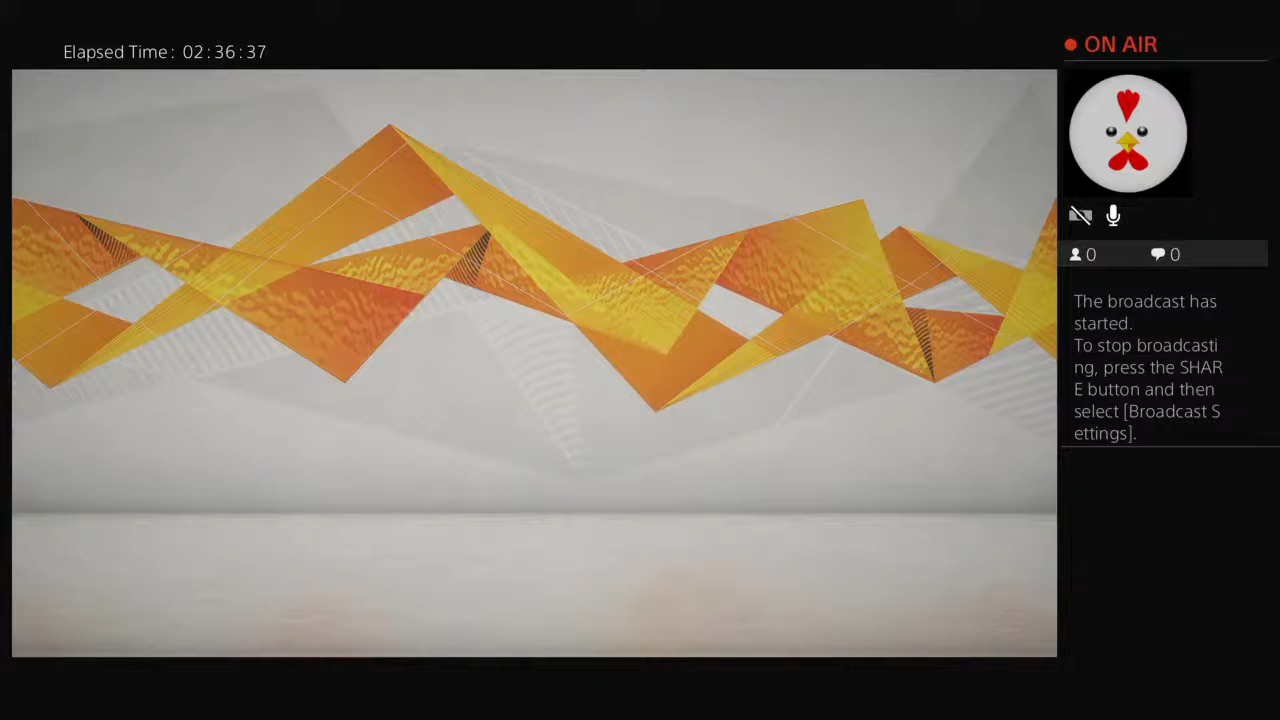 Elapsed Time: 02:36:37
ON AIR
0 0
The broadcast has
started.
To stop broadcasti
ng, press the SHAR
E button and then
select [Broadcast S
ettings].